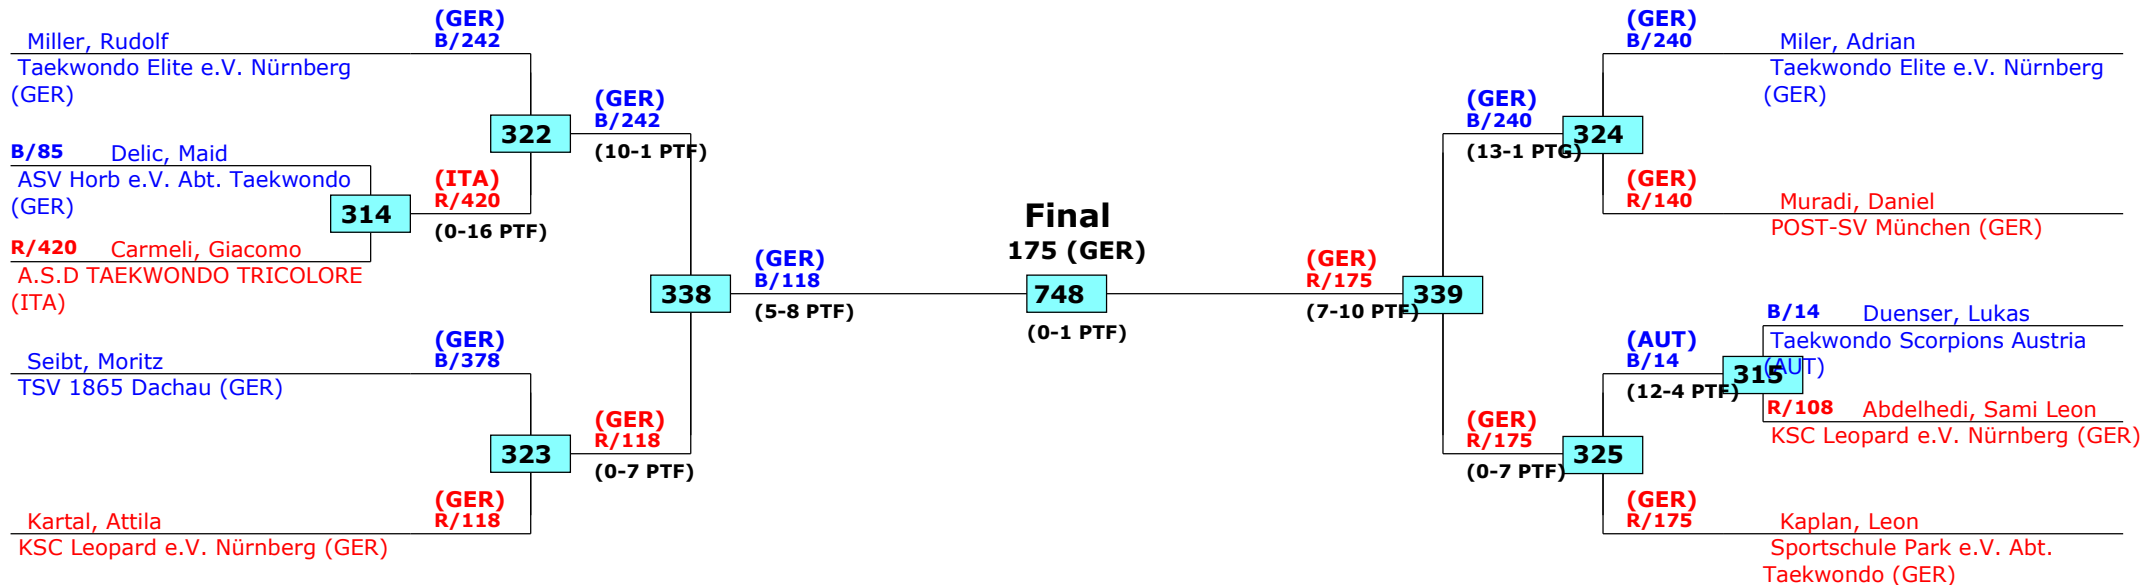 (GER)
B/242
Miller, Rudolf
Taekwondo Elite e.V. Nürnberg
(GER)
B/85 Delic, Maid
ASV Horb e.V. Abt. Taekwondo
(GER)
314
R/420 Carmeli, Giacomo
A.S.D TAEKWONDO TRICOLORE
(ITA)
(ITA)
R/420
(0-16 PTF)
322
(GER)
B/242
(10-1 PTF)
(GER)
B/378
Seibt, Moritz
TSV 1865 Dachau (GER)
323
(GER)
R/118
(0-7 PTF)
(GER)
R/118
Kartal, Attila
KSC Leopard e.V. Nürnberg (GER)
338
(GER)
B/118
(5-8 PTF)
Final
175 (GER)
748
(0-1 PTF)
(GER)
R/175
(7-10 PTF)
339
(GER)
B/240
(13-1 PTG)
324
(GER)
B/240
Miler, Adrian
Taekwondo Elite e.V. Nürnberg
(GER)
(GER)
R/140
Muradi, Daniel
POST-SV München (GER)
B/14 Duenser, Lukas
Taekwondo Scorpions Austria
(AUT)
315
(AUT)
B/14
(12-4 PTF)
R/108 Abdelhedi, Sami Leon
KSC Leopard e.V. Nürnberg (GER)
(GER)
R/175
(0-7 PTF)
325
(GER)
R/175
Kaplan, Leon
Sportschule Park e.V. Abt.
Taekwondo (GER)